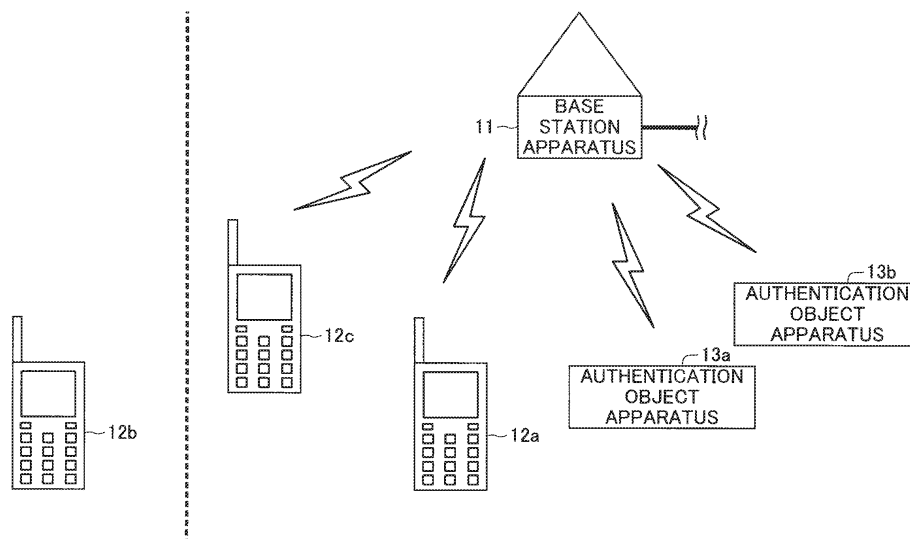 11
BASE
STATION
APPARATUS
12c
12b
12a
13b
AUTHENTICATION
OBJECT
APPARATUS
13a
AUTHENTICATION
OBJECT
APPARATUS